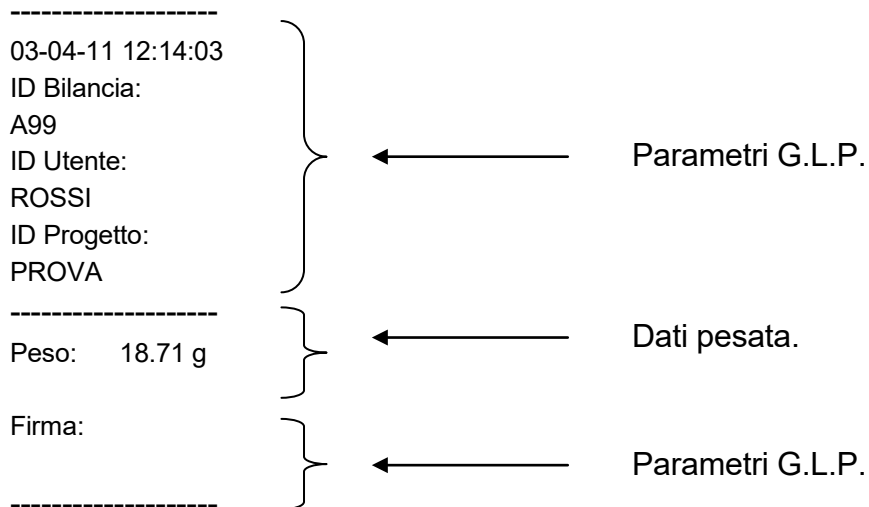 --------------------
03-04-11 12:14:03
ID Bilancia:
A99
ID Utente:
ROSSI
ID Progetto:
PROVA
Parametri G.L.P.
--------------------
Peso: 18.71 g
Dati pesata.
Firma:
Parametri G.L.P.
--------------------